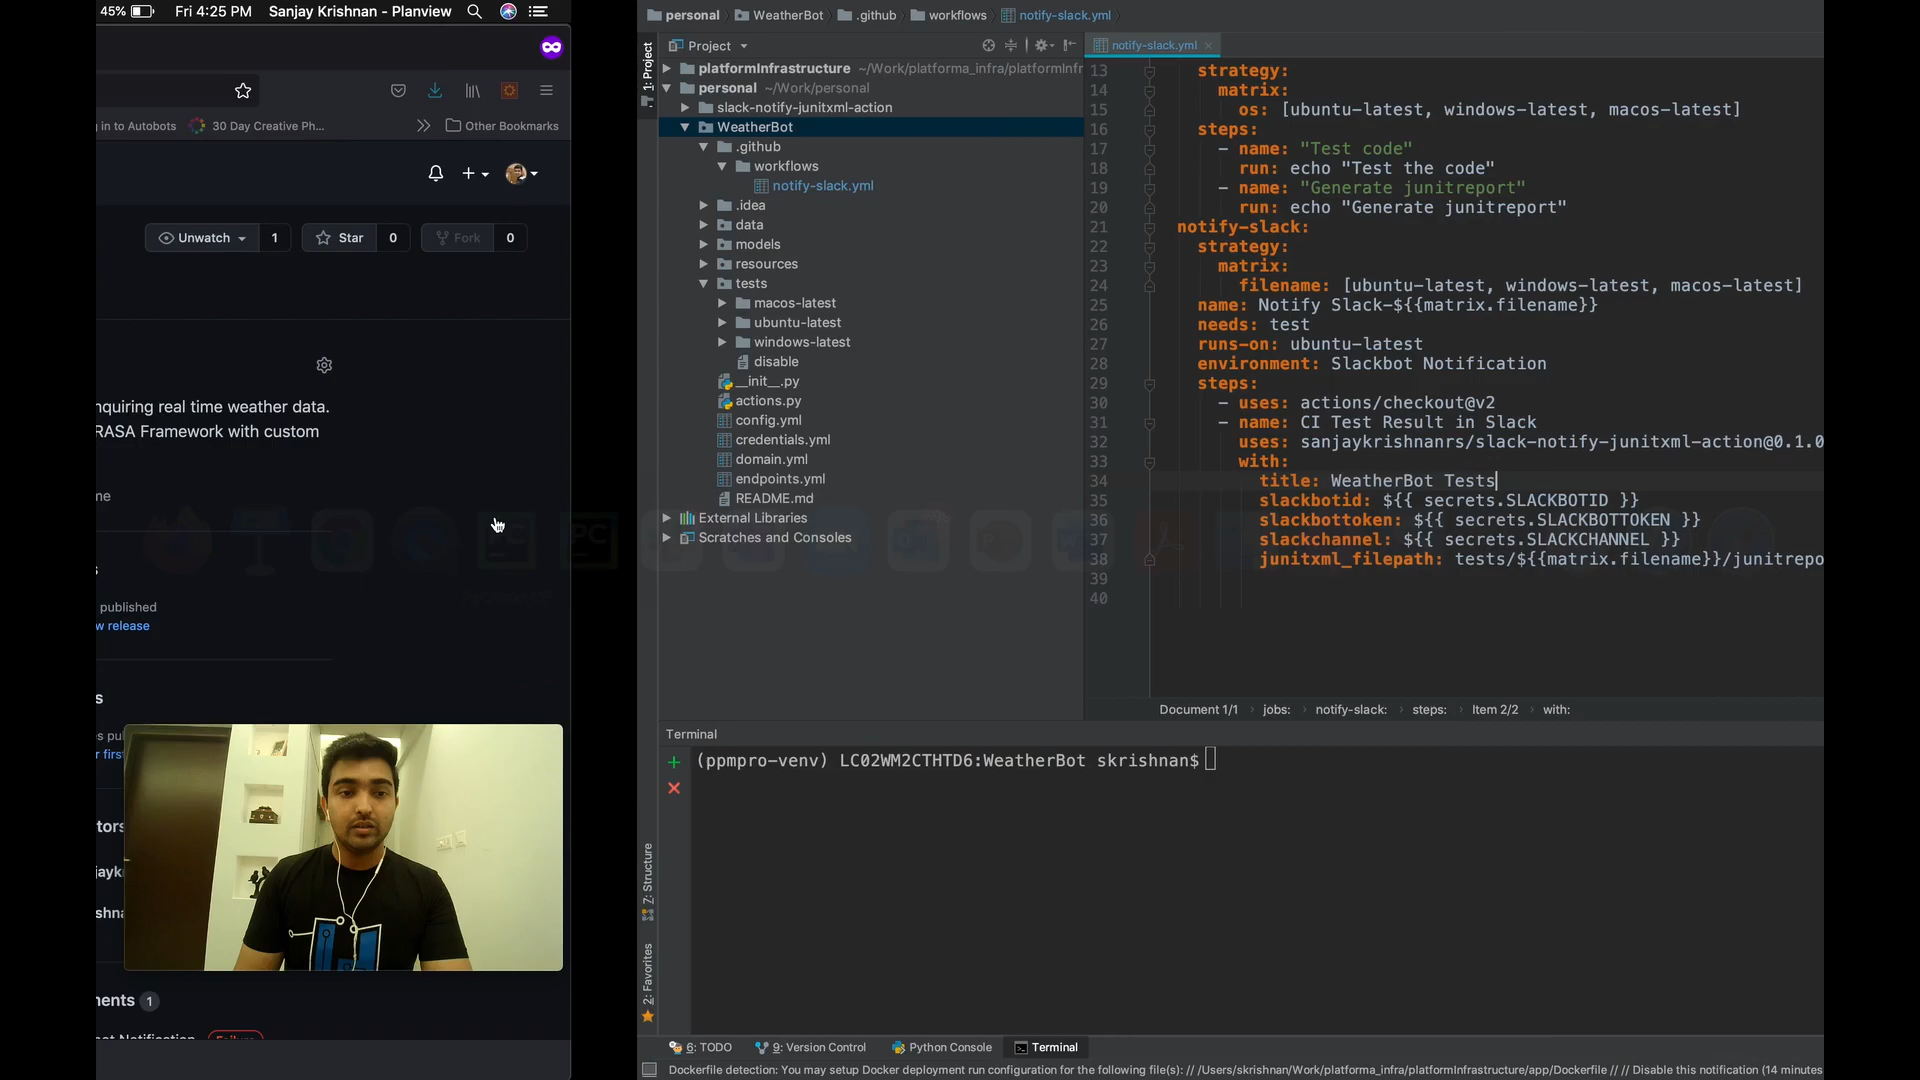 45%
Fri 4:25 PM
Sanjay Krishnan - Planview
g in to Autobots
30 Day Creative Ph...
Other Bookmarks
Unwatch
1
Star
0
Fork
0
nquiring real time weather data.
RASA Framework with custom
me
s
published
w release
s
s pu
r first
tors
jaykr
shna
nents 1
personal
WeatherBot
.github
workflows
notify-slack.yml
1: Project
Project
platformInfrastructure ~/Work/platforma_infra/platformInfr
personal ~/Work/personal
slack-notify-junitxml-action
WeatherBot
.github
workflows
notify-slack.yml
.idea
data
models
resources
tests
macos-latest
ubuntu-latest
windows-latest
disable
__init__.py
actions.py
config.yml
credentials.yml
domain.yml
endpoints.yml
README.md
External Libraries
Scratches and Consoles
7: Structure
2: Favorites
notify-slack.yml
13 strategy:
14 matrix:
15 os: [ubuntu-latest, windows-latest, macos-latest]
16 steps:
17 - name: "Test code"
18 run: echo "Test the code"
19 - name: "Generate junitreport"
20 run: echo "Generate junitreport"
21 notify-slack:
22 strategy:
23 matrix:
24 filename: [ubuntu-latest, windows-latest, macos-latest]
25 name: Notify Slack-${{matrix.filename}}
26 needs: test
27 runs-on: ubuntu-latest
28 environment: Slackbot Notification
29 steps:
30 - uses: actions/checkout@v2
31 - name: CI Test Result in Slack
32 uses: sanjaykrishnanrs/slack-notify-junitxml-action@0.1.0
33 with:
34 title: WeatherBot Tests
35 slackbotid: ${{ secrets.SLACKBOTID }}
36 slackbottoken: ${{ secrets.SLACKBOTTOKEN }}
37 slackchannel: ${{ secrets.SLACKCHANNEL }}
38 junitxml_filepath: tests/${{matrix.filename}}/junitrepo
39
40
Document 1/1 › jobs: › notify-slack: › steps: › Item 2/2 › with:
Terminal
(ppmpro-venv) LC02WM2CTHTD6:WeatherBot skrishnan$
6: TODO
9: Version Control
Python Console
Terminal
Dockerfile detection: You may setup Docker deployment run configuration for the following file(s): // /Users/skrishnan/Work/platforma_infra/platformInfrastructure/app/Dockerfile // // Disable this notification (14 minutes